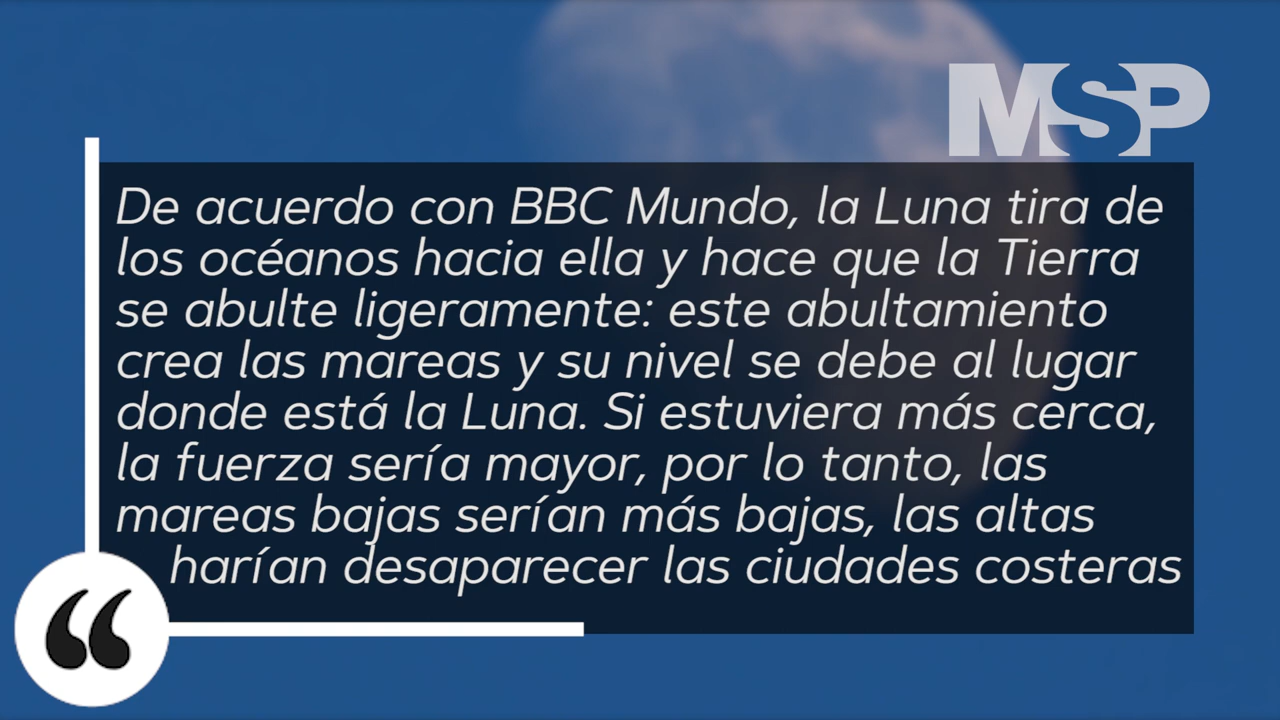 MSP
De acuerdo con BBC Mundo, la Luna tira de
los océanos hacia ella y hace que la Tierra
se abulte ligeramente: este abultamiento
crea las mareas y su nivel se debe al lugar
donde está la Luna. Si estuviera más cerca,
la fuerza sería mayor, por lo tanto, las
mareas bajas serían más bajas, las altas
harían desaparecer las ciudades costeras
“